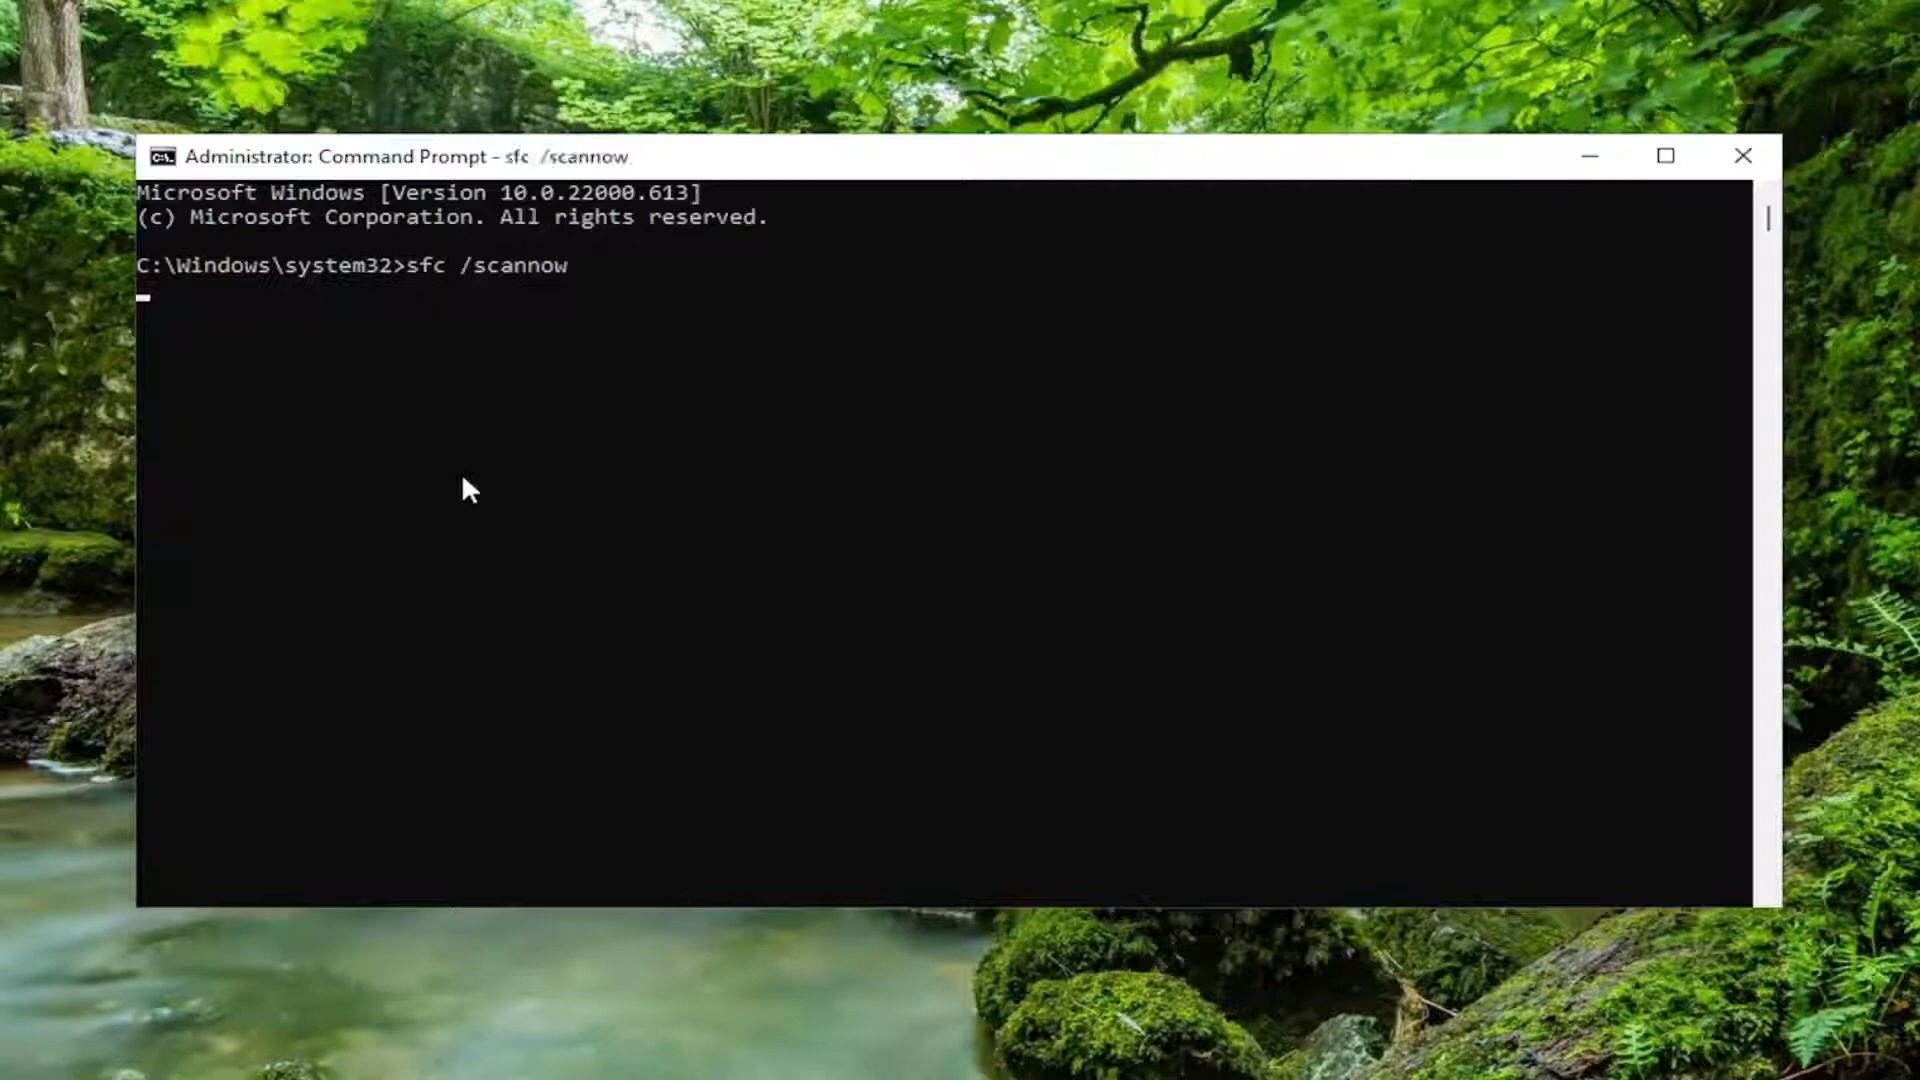 Administrator: Command Prompt - sfc /scannow
Microsoft Windows [Version 10.0.22000.613]
(c) Microsoft Corporation. All rights reserved.
C:\Windows\system32>sfc /scannow